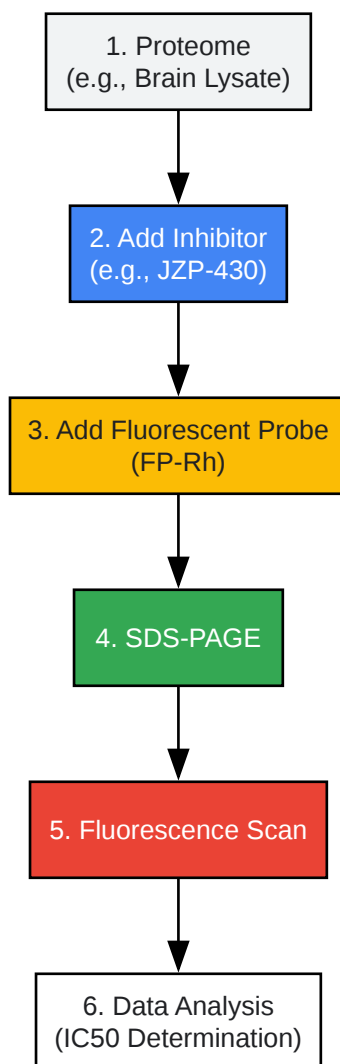 1. Proteome
(e.g., Brain Lysate)
2. Add Inhibitor
(e.g., JZP-430)
3. Add Fluorescent Probe
(FP-Rh)
4. SDS-PAGE
5. Fluorescence Scan
6. Data Analysis
(IC50 Determination)